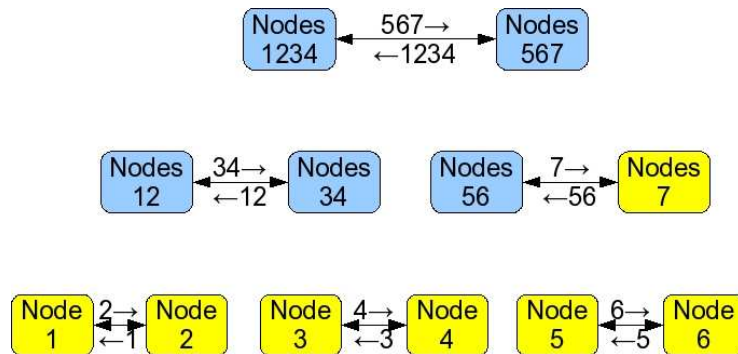 Nodes 1234
567→
←1234
Nodes 567
Nodes 12
34→
←12
Nodes 34
Nodes 56
7→
←56
Nodes 7
Node 1
2→
←1
Node 2
Node 3
4→
←3
Node 4
Node 5
6→
←5
Node 6